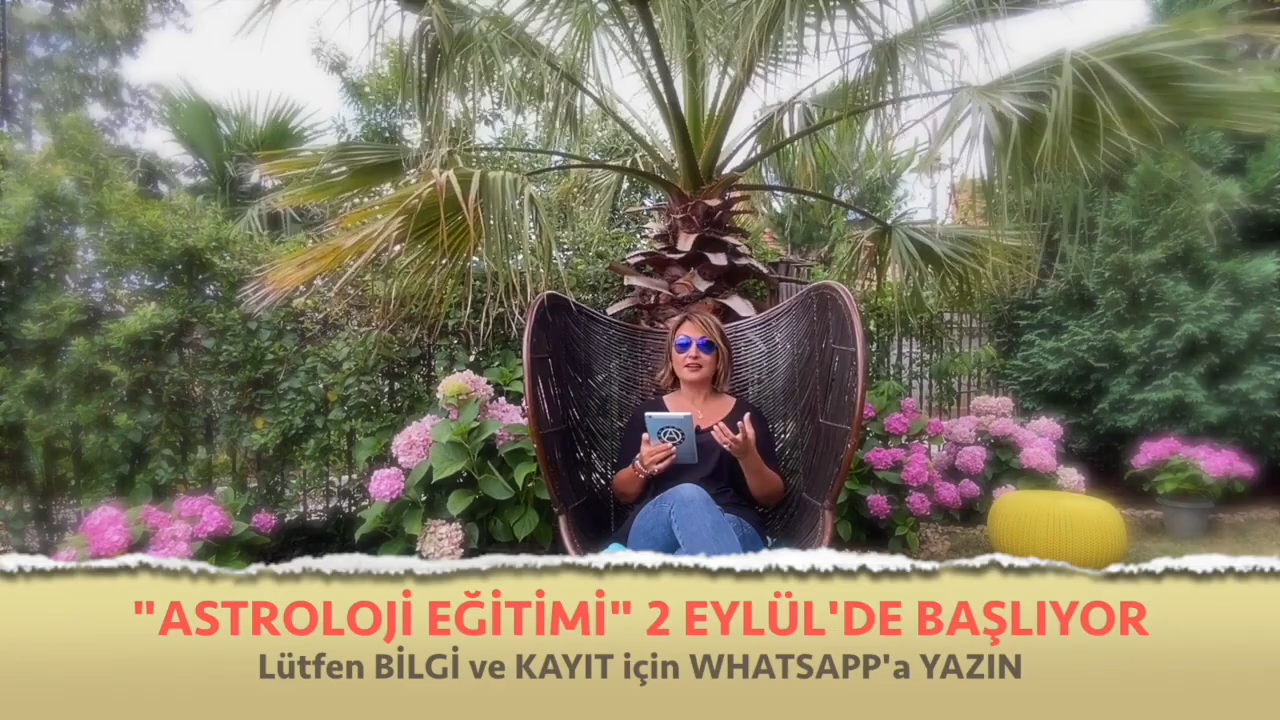 "ASTROLOJİ EĞİTİMİ" 2 EYLÜL'DE BAŞLIYOR
Lütfen BİLGİ ve KAYIT için WHATSAPP'a YAZIN